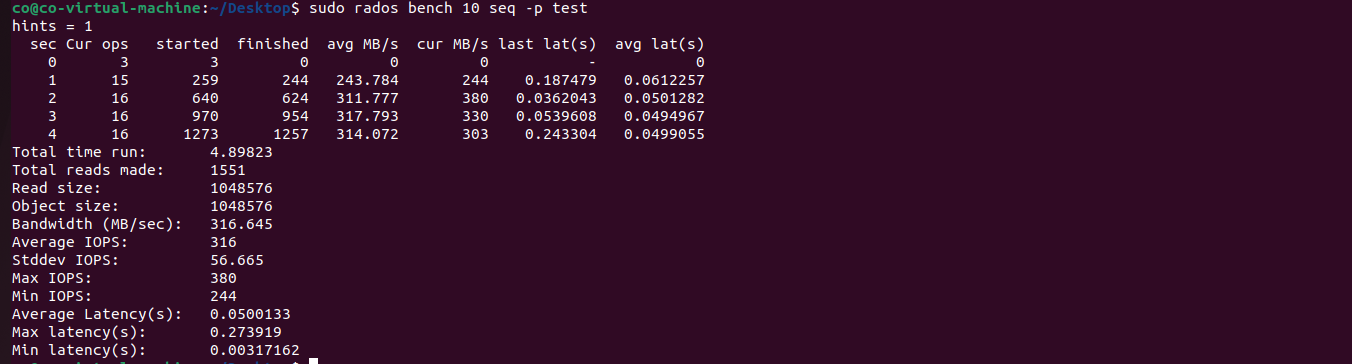 co@co-virtual-machine:~/Desktop$ sudo rados bench 10 seq -p test
hints = 1
  sec Cur ops   started  finished  avg MB/s  cur MB/s last lat(s)  avg lat(s)
    0       3         3         0         0         0           -           0
    1      15       259       244   243.784       244    0.187479   0.0612257
    2      16       640       624   311.777       380   0.0362043   0.0501282
    3      16       970       954   317.793       330   0.0539608   0.0494967
    4      16      1273      1257   314.072       303    0.243304   0.0499055
Total time run:       4.89823
Total reads made:     1551
Read size:            1048576
Object size:          1048576
Bandwidth (MB/sec):   316.645
Average IOPS:         316
Stddev IOPS:          56.665
Max IOPS:             380
Min IOPS:             244
Average Latency(s):   0.0500133
Max latency(s):       0.273919
Min latency(s):       0.00317162